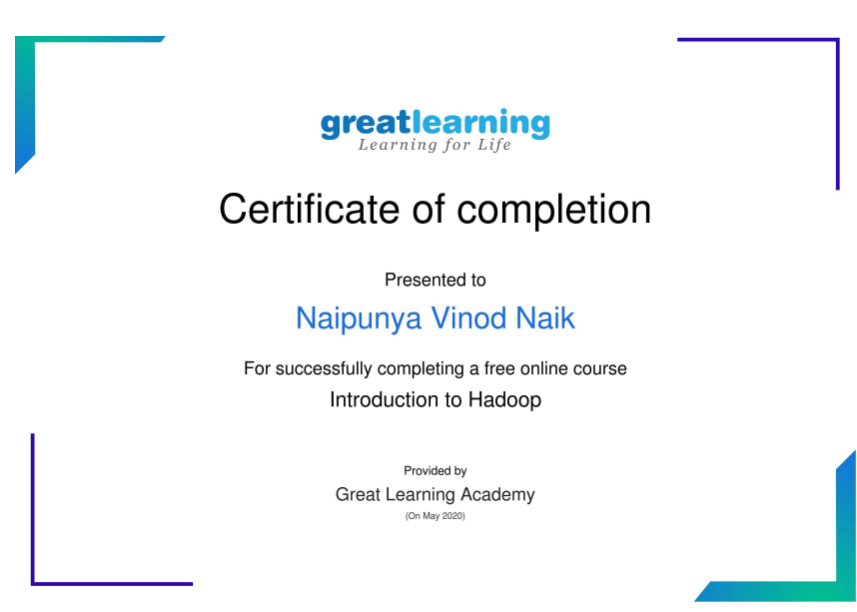 greatlearning
Learning for Life
Certificate of completion
Presented to
Naipunya Vinod Naik
For successfully completing a free online course
Introduction to Hadoop
Provided by
Great Learning Academy
(On May 2020)